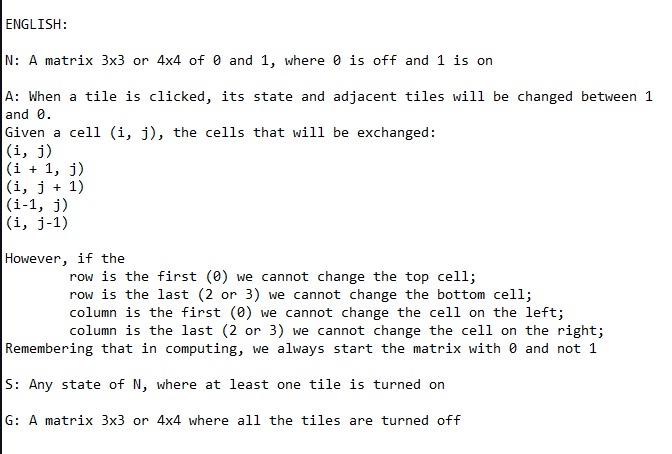 ENGLISH:
N: A matrix 3x3 or 4x4 of 0 and 1, where 0 is off and 1 is on
A: When a tile is clicked, its state and adjacent tiles will be changed between 1
and 0.
Given a cell (i, j), the cells that will be exchanged:
(i, j)
(i + 1, j)
(i, j + 1)
(i-1, j)
(i, j-1)
However, if the
row is the first (0) we cannot change the top cell;
row is the last (2 or 3) we cannot change the bottom cell;
column is the first (0) we cannot change the cell on the left;
column is the last (2 or 3) we cannot change the cell on the right;
Remembering that in computing, we always start the matrix with 0 and not 1
S: Any state of N, where at least one tile is turned on
G: A matrix 3x3 or 4x4 where all the tiles are turned off